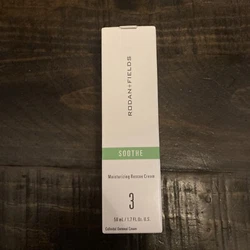 RODAN+FIELDS
SOOTHE
Moisturizing Renew Cream
3
50 mL / 1.7 Fl. Oz. U.S.